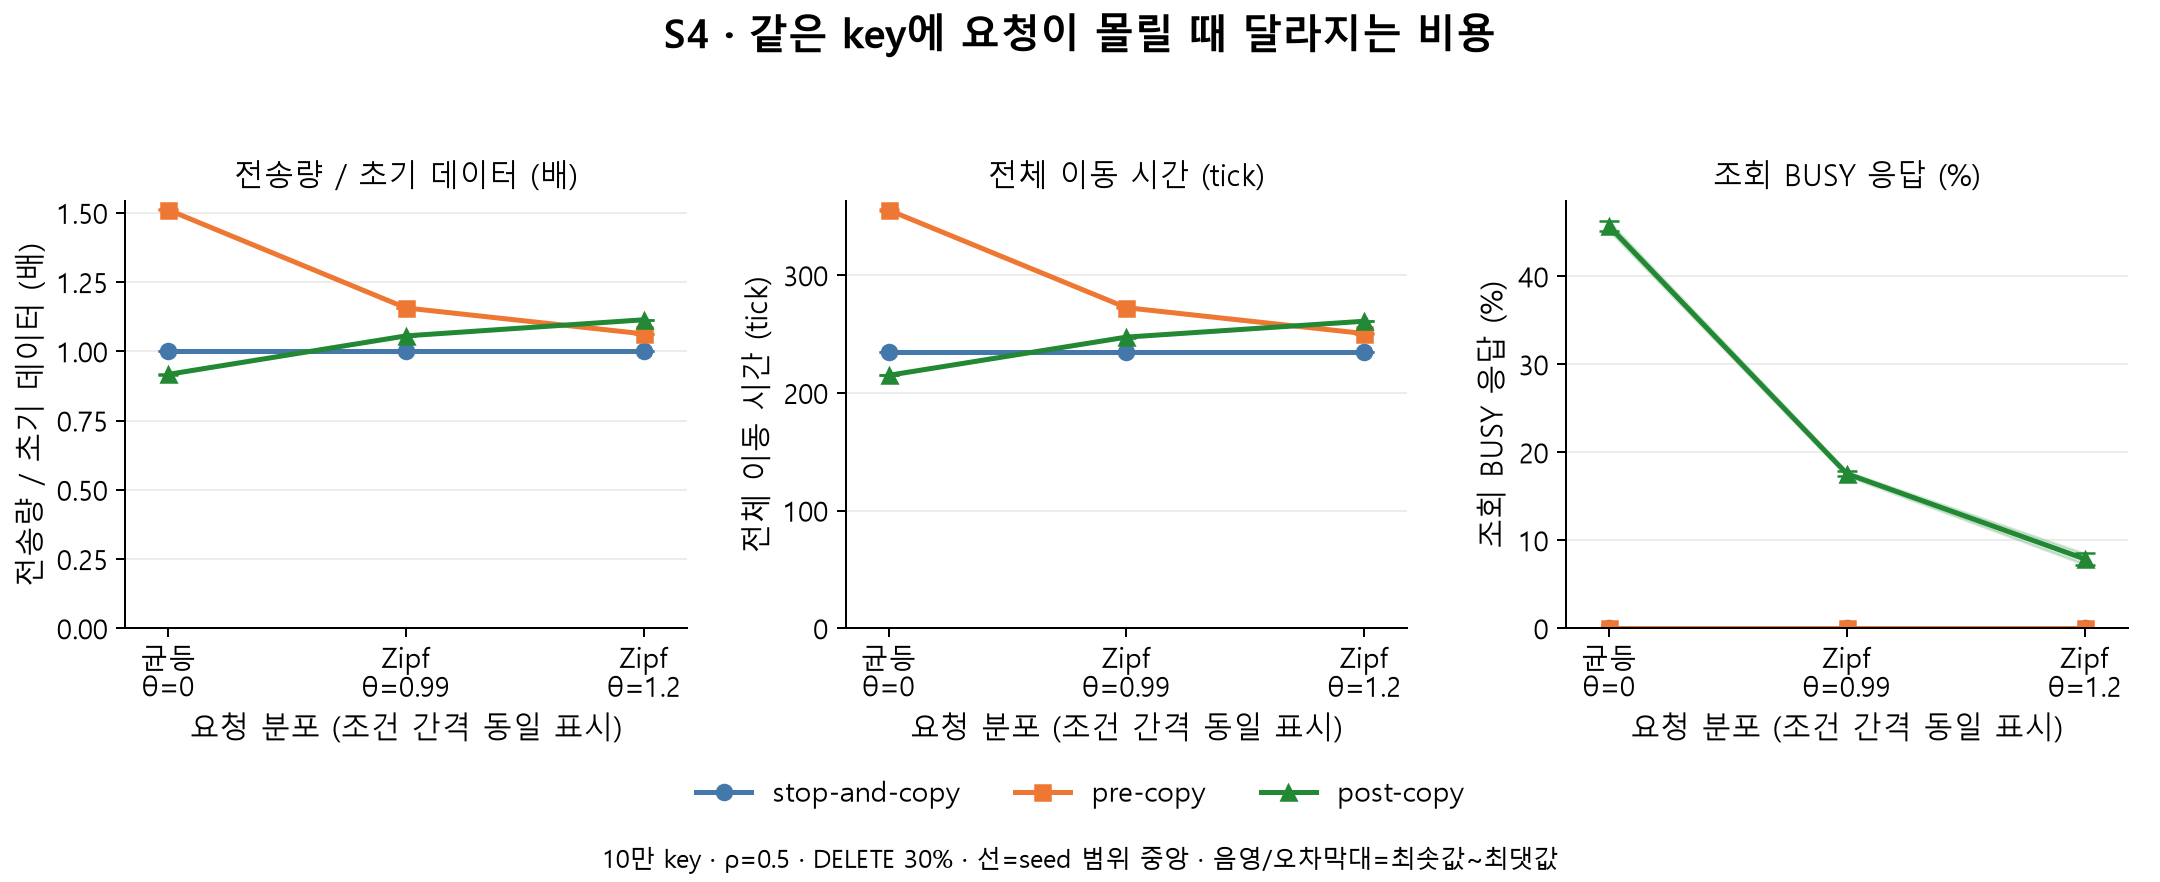 S4 · 같은 key에 요청이 몰릴 때 달라지는 비용
전송량 / 초기 데이터 (배)
전송량 / 초기 데이터 (배)
1.50
1.25
1.00
0.75
0.50
0.25
0.00
균등
θ=0
Zipf
θ=0.99
Zipf
θ=1.2
요청 분포 (조건 간격 동일 표시)
전체 이동 시간 (tick)
전체 이동 시간 (tick)
300
200
100
0
균등
θ=0
Zipf
θ=0.99
Zipf
θ=1.2
요청 분포 (조건 간격 동일 표시)
조회 BUSY 응답 (%)
조회 BUSY 응답 (%)
40
30
20
10
0
균등
θ=0
Zipf
θ=0.99
Zipf
θ=1.2
요청 분포 (조건 간격 동일 표시)
stop-and-copy
pre-copy
post-copy
10만 key · ρ=0.5 · DELETE 30% · 선=seed 범위 중앙 · 음영/오차막대=최솟값~최댓값